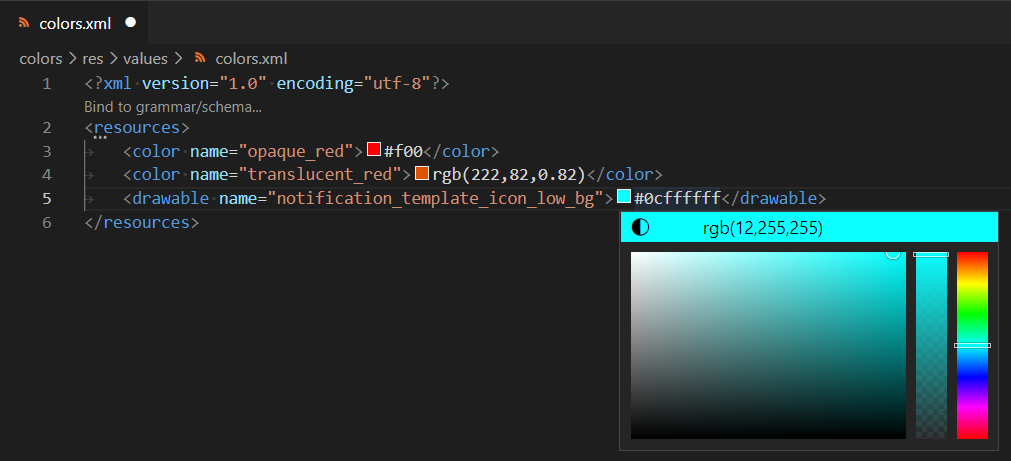 colors.xml
colors > res > values > colors.xml
1 <?xml version="1.0" encoding="utf-8"?>
Bind to grammar/schema...
2 <resources>
3 <color name="opaque_red">#f00</color>
4 <color name="translucent_red">rgb(222,82,0.82)</color>
5 <drawable name="notification_template_icon_low_bg">#0cffffff</drawable>
6 </resources>
rgb(12,255,255)